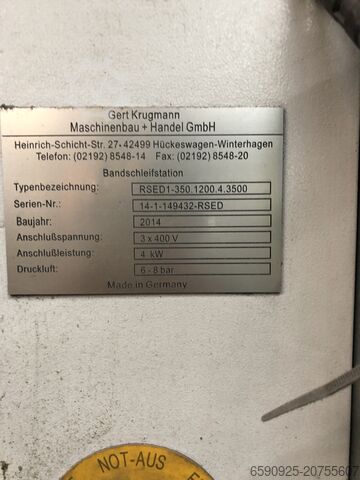 Gert Krugmann
Maschinenbau + Handel GmbH
Heinrich-Schicht-Str. 27 • 42499 Hückeswagen-Winterhagen
Telefon: (02192) 8548-14 Fax: (02192) 8548-20
Bandschleifstation
Typenbezeichnung: RSED1-350.1200.4.3500
Serien-Nr.: 14-1-149432-RSED
Baujahr: 2014
Anschlußspannung: 3 x 400 V
Anschlußleistung: 4 kW
Druckluft: 6 - 8 bar
Made in Germany
NOT-AUS
6590925-20755607